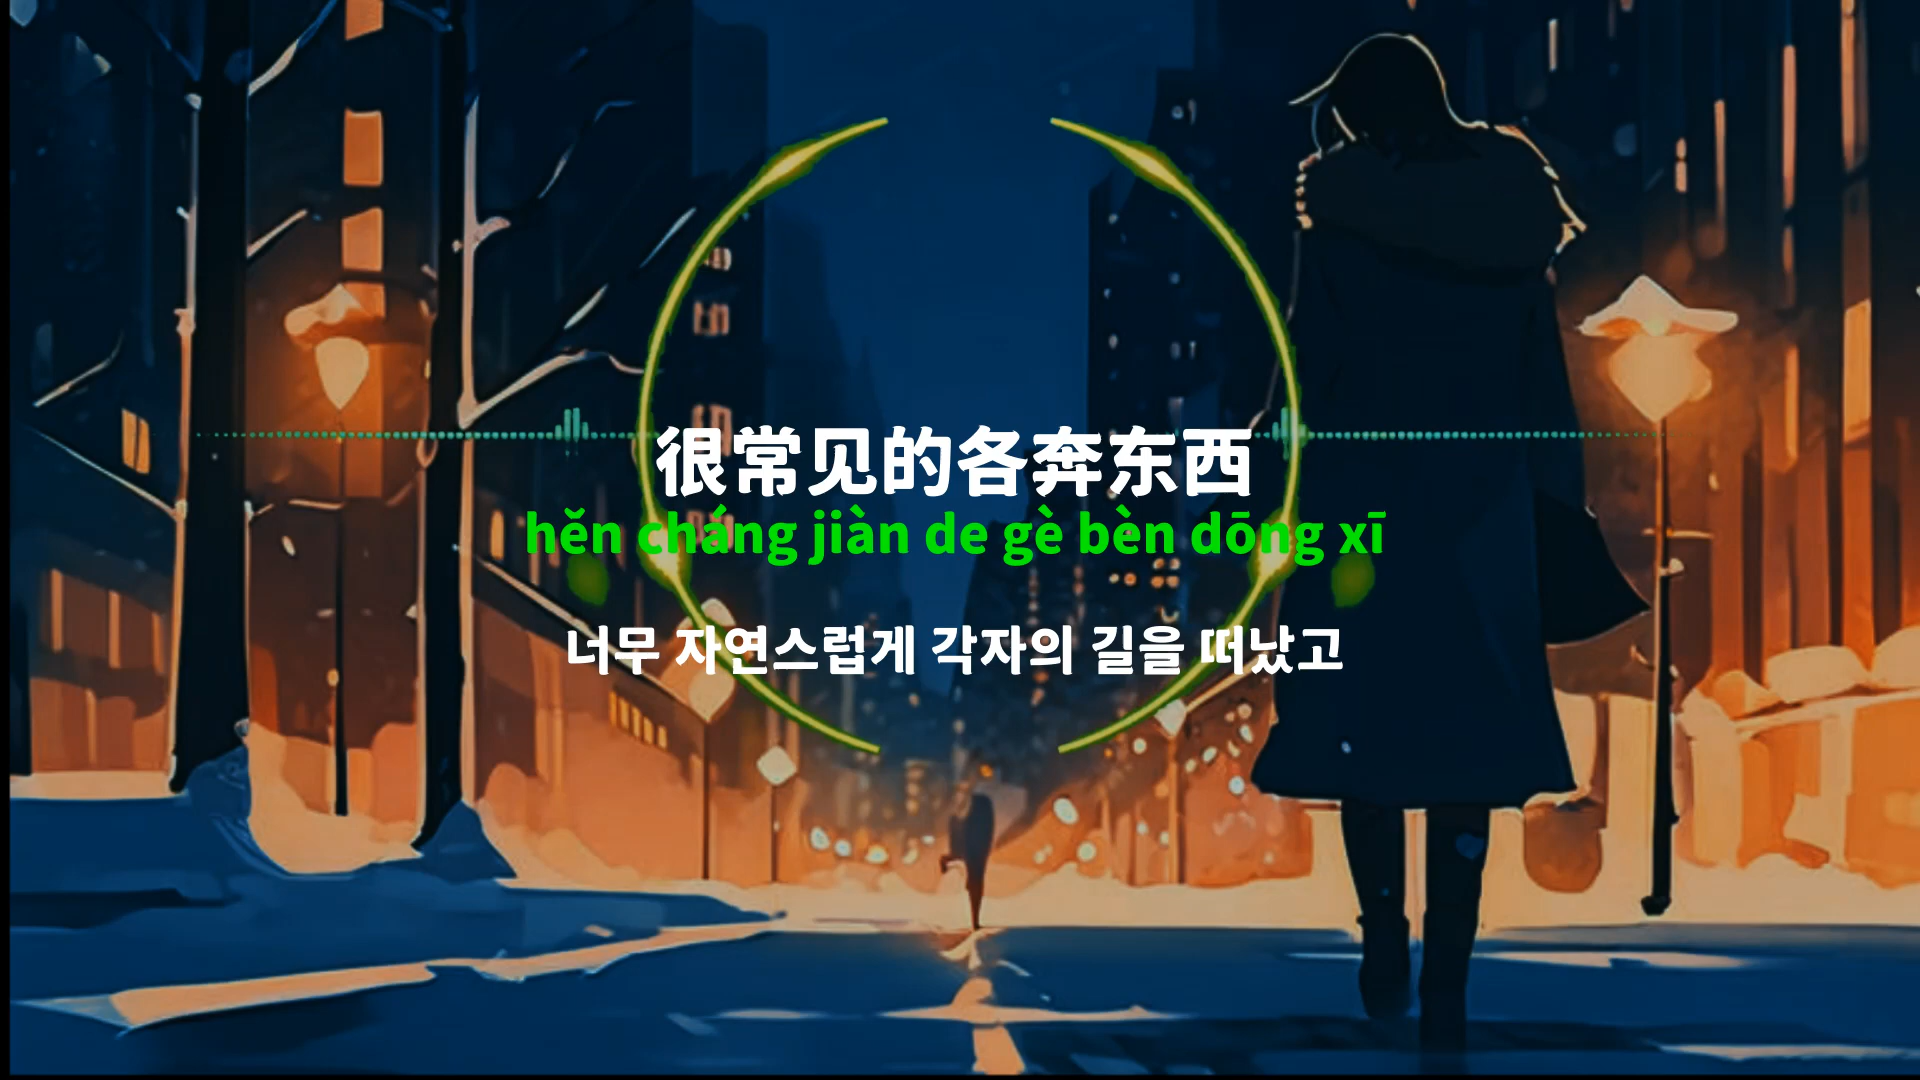 很常见的各奔东西
hěn cháng jiàn de gè bèn dōng xī
너무 자연스럽게 각자의 길을 떠났고